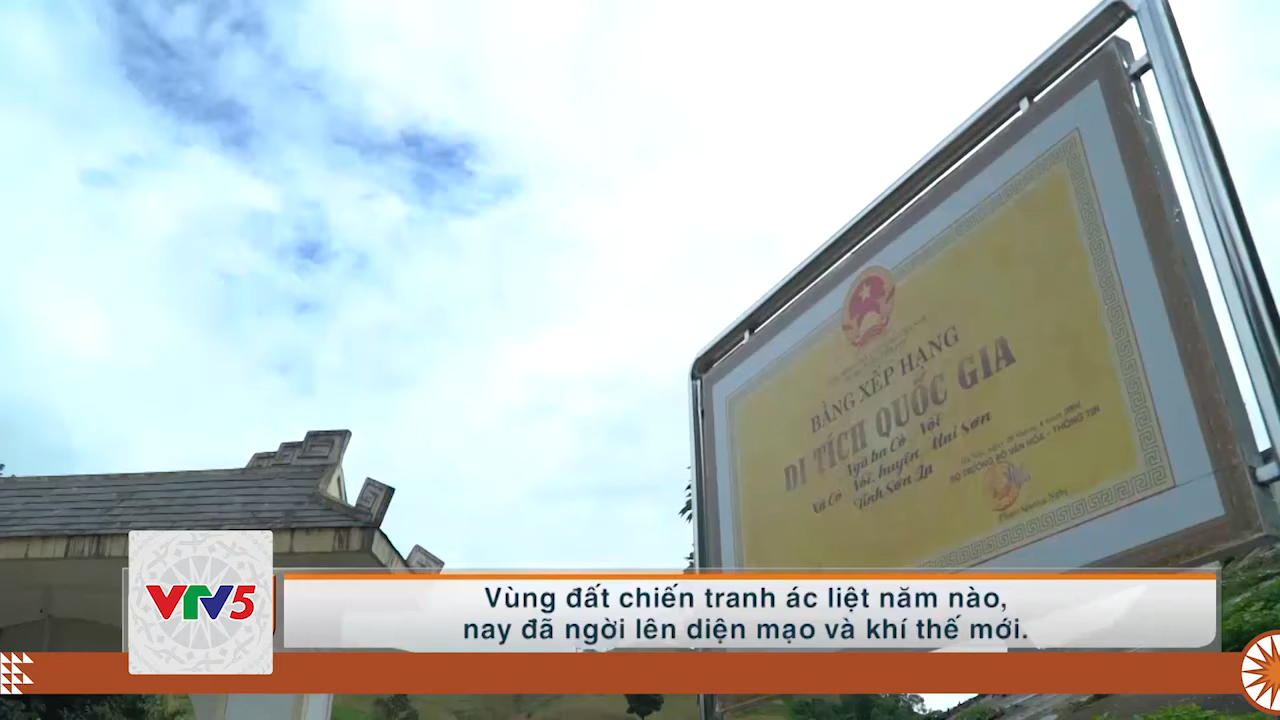 BẰNG XẾP HẠNG
DI TÍCH QUỐC GIA
Ngã ba Cò Nòi
Xã Cò Nòi, huyện Mai Sơn
Tỉnh Sơn La
BỘ TRƯỞNG BỘ VĂN HÓA - THÔNG TIN
VTV5
Vùng đất chiến tranh ác liệt năm nào,
nay đã ngời lên diện mạo và khí thế mới.